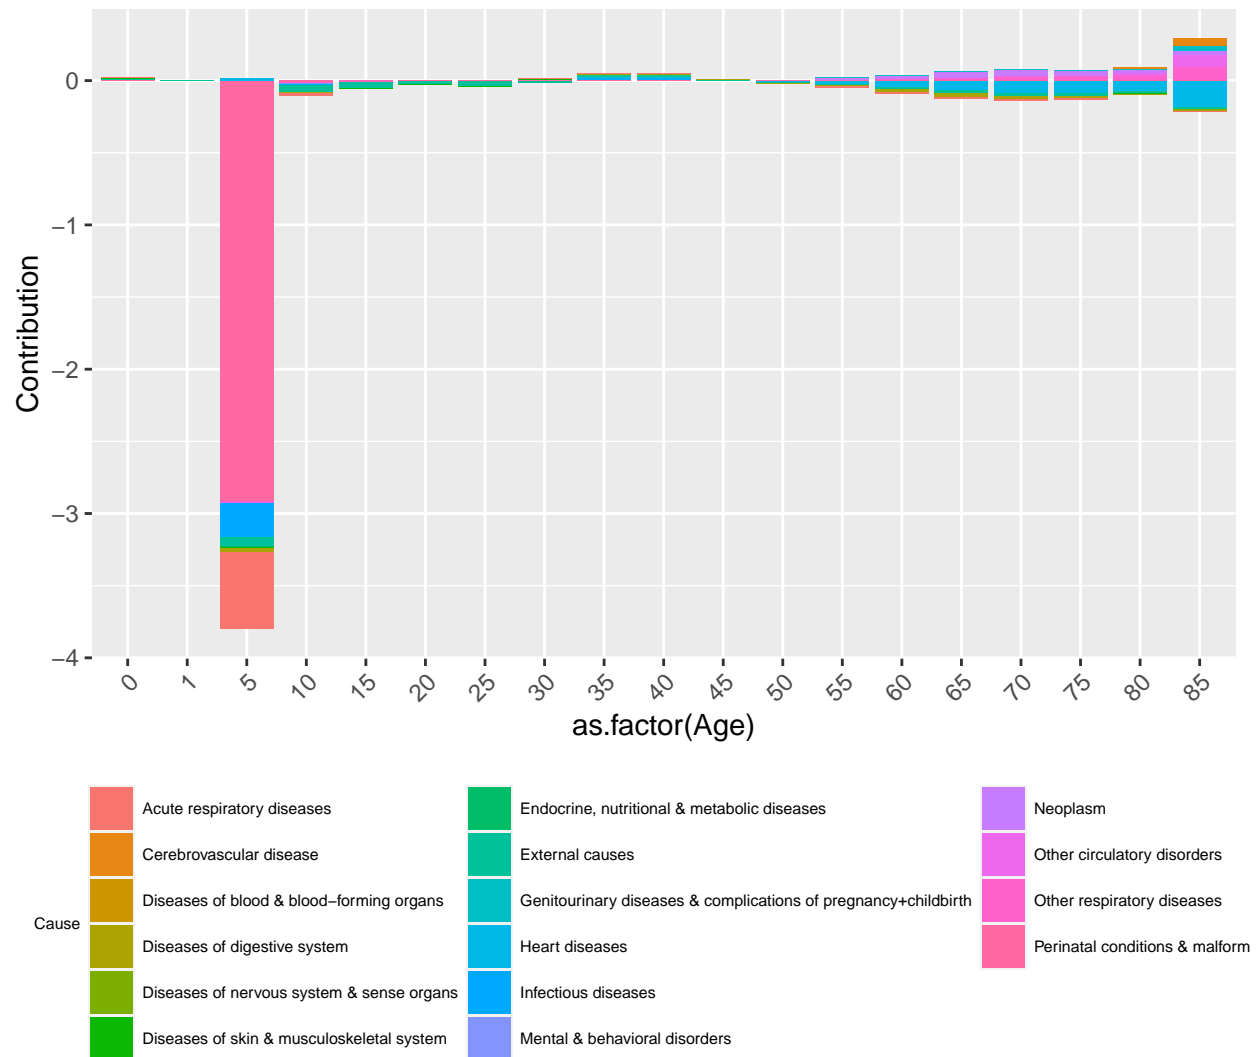 0
−1
−2
−3
−4
Contribution
0 1 5 10 15 20 25 30 35 40 45 50 55 60 65 70 75 80 85
as.factor(Age)
Cause
Acute respiratory diseases
Cerebrovascular disease
Diseases of blood & blood−forming organs
Diseases of digestive system
Diseases of nervous system & sense organs
Diseases of skin & musculoskeletal system
Endocrine, nutritional & metabolic diseases
External causes
Genitourinary diseases & complications of pregnancy+childbirth
Heart diseases
Infectious diseases
Mental & behavioral disorders
Neoplasm
Other circulatory disorders
Other respiratory diseases
Perinatal conditions & malform